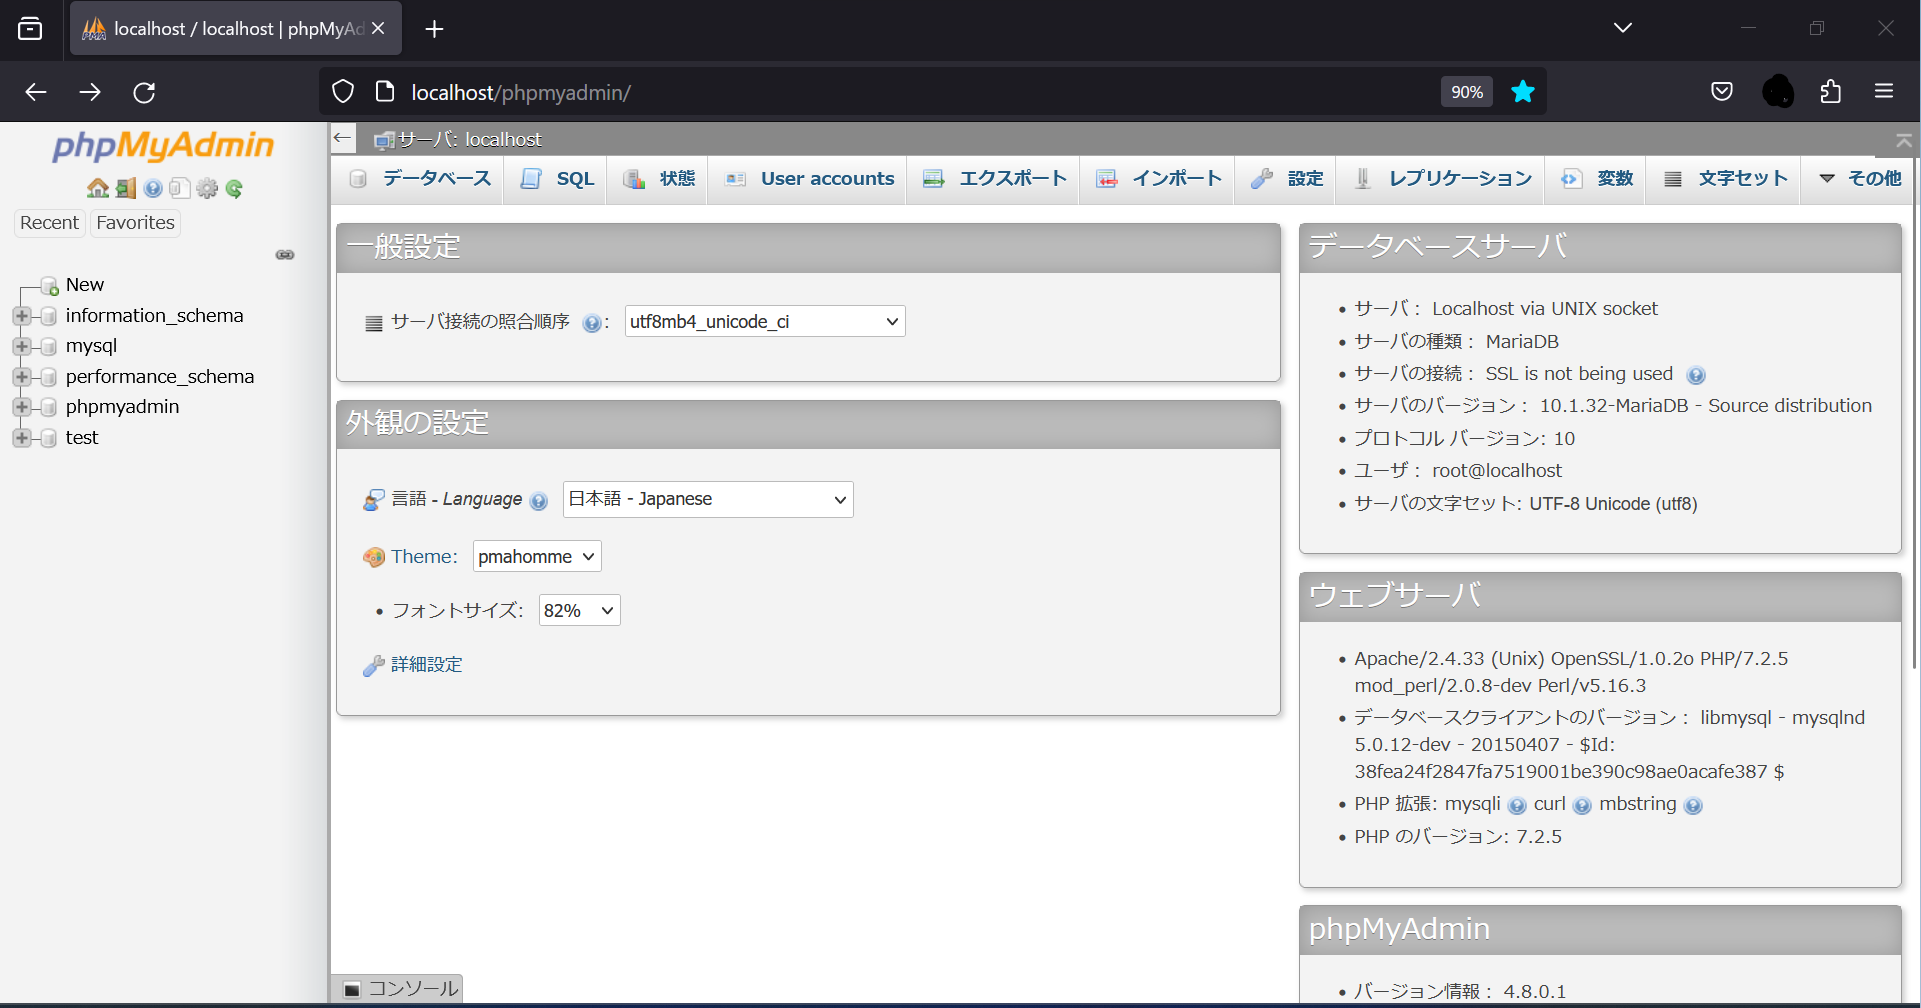 localhost / localhost | phpMyAd
localhost/phpmyadmin/
90%
phpMyAdmin
Recent
Favorites
New
information_schema
mysql
performance_schema
phpmyadmin
test
サーバ: localhost
データベース
SQL
状態
User accounts
エクスポート
インポート
設定
レプリケーション
変数
文字セット
その他
一般設定
サーバ接続の照合順序 : utf8mb4_unicode_ci
外観の設定
言語 - Language 日本語 - Japanese
Theme: pmahomme
• フォントサイズ: 82%
詳細設定
データベースサーバ
• サーバ： Localhost via UNIX socket
• サーバの種類： MariaDB
• サーバの接続： SSL is not being used
• サーバのバージョン： 10.1.32-MariaDB - Source distribution
• プロトコル バージョン: 10
• ユーザ： root@localhost
• サーバの文字セット: UTF-8 Unicode (utf8)
ウェブサーバ
• Apache/2.4.33 (Unix) OpenSSL/1.0.2o PHP/7.2.5
mod_perl/2.0.8-dev Perl/v5.16.3
• データベースクライアントのバージョン： libmysql - mysqlnd
5.0.12-dev - 20150407 - $Id:
38fea24f2847fa7519001be390c98ae0acafe387 $
• PHP 拡張: mysqli curl mbstring
• PHP のバージョン: 7.2.5
phpMyAdmin
• バージョン情報： 4.8.0.1
コンソール